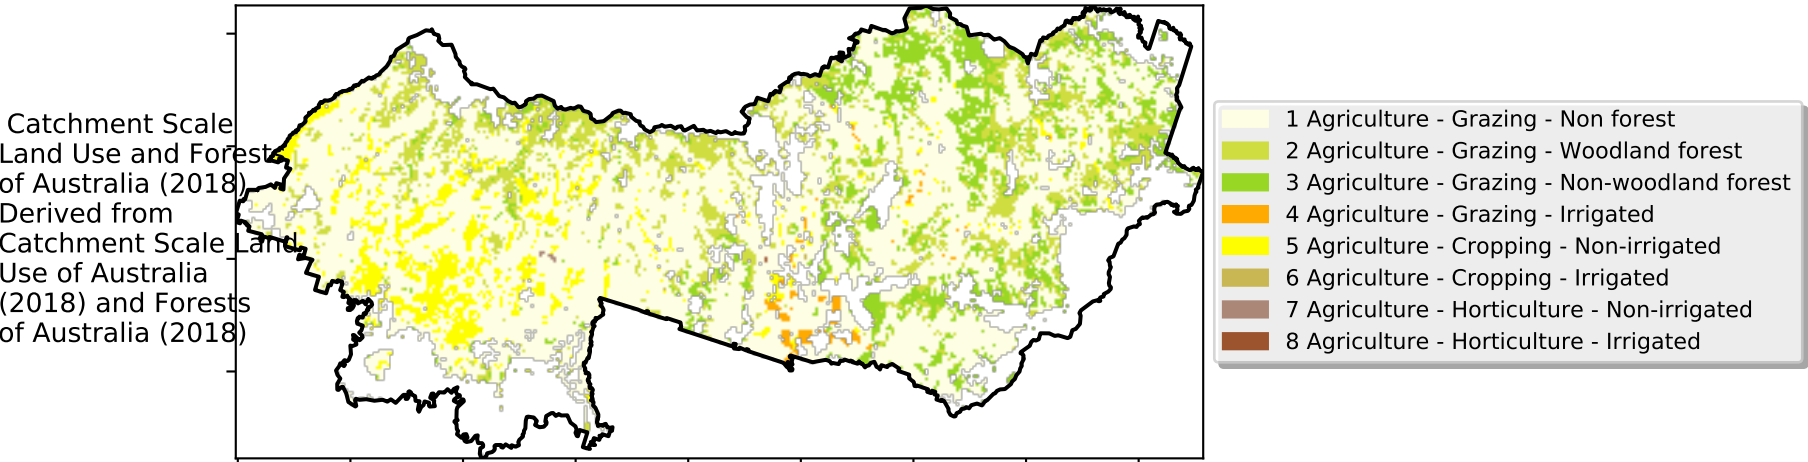 Catchment Scale
Land Use and Forests
of Australia (2018)
Derived from
Catchment Scale Land
Use of Australia
(2018) and Forests
of Australia (2018)
1 Agriculture - Grazing - Non forest
2 Agriculture - Grazing - Woodland forest
3 Agriculture - Grazing - Non-woodland forest
4 Agriculture - Grazing - Irrigated
5 Agriculture - Cropping - Non-irrigated
6 Agriculture - Cropping - Irrigated
7 Agriculture - Horticulture - Non-irrigated
8 Agriculture - Horticulture - Irrigated